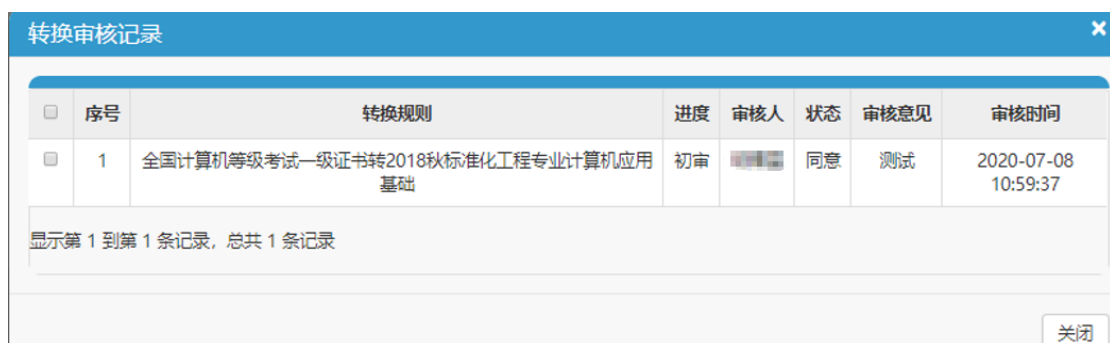 转换审核记录 ×
序号 转换规则 进度 审核人 状态 审核意见 审核时间
1 全国计算机等级考试一级证书转2018秋标准化工程专业计算机应用 初审 同意 测试 2020-07-08
基础 10:59:37
显示第 1 到第 1 条记录，总共 1 条记录
关闭